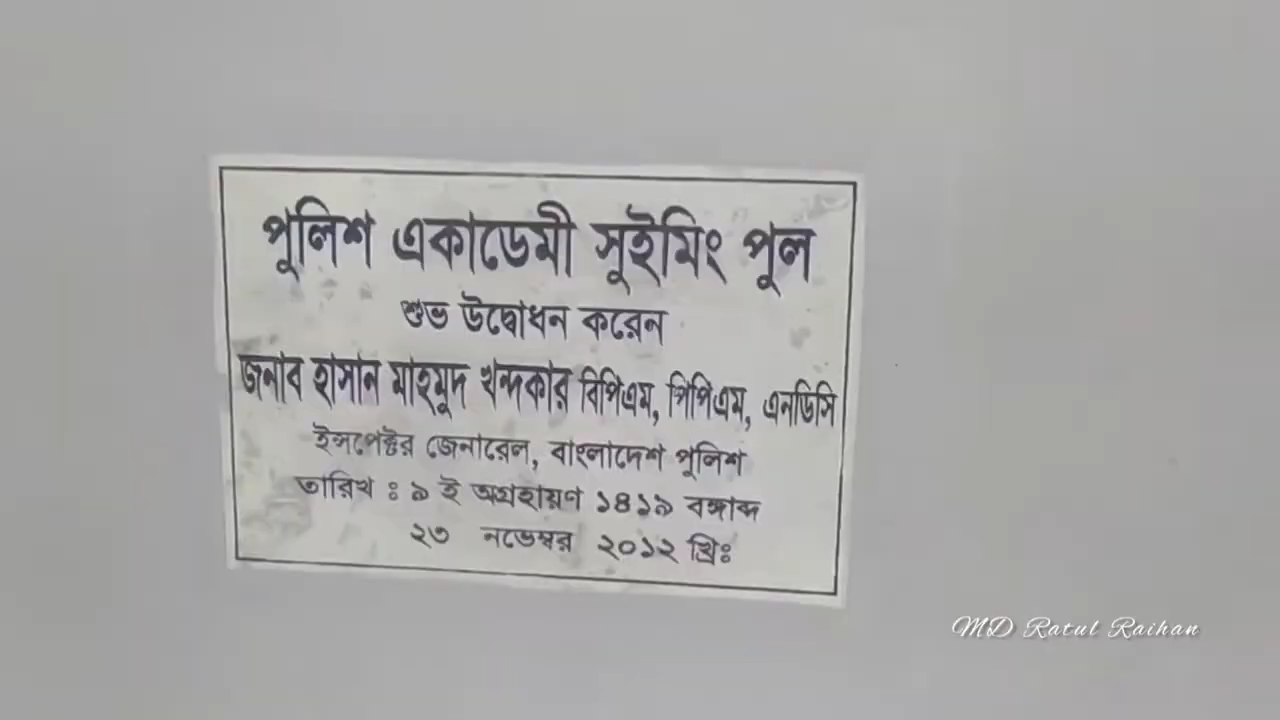 পুলিশ একাডেমী সুইমিং পুল
শুভ উদ্বোধন করেন
জনাব হাসান মাহমুদ খন্দকার বিপিএম, পিপিএম, এনডিসি
ইন্সপেক্টর জেনারেল, বাংলাদেশ পুলিশ
তারিখ : ৯ ই অগ্রহায়ণ ১৪১৯ বঙ্গাব্দ
২৩ নভেম্বর ২০১২ খ্রিঃ
MD Ratul Raihan